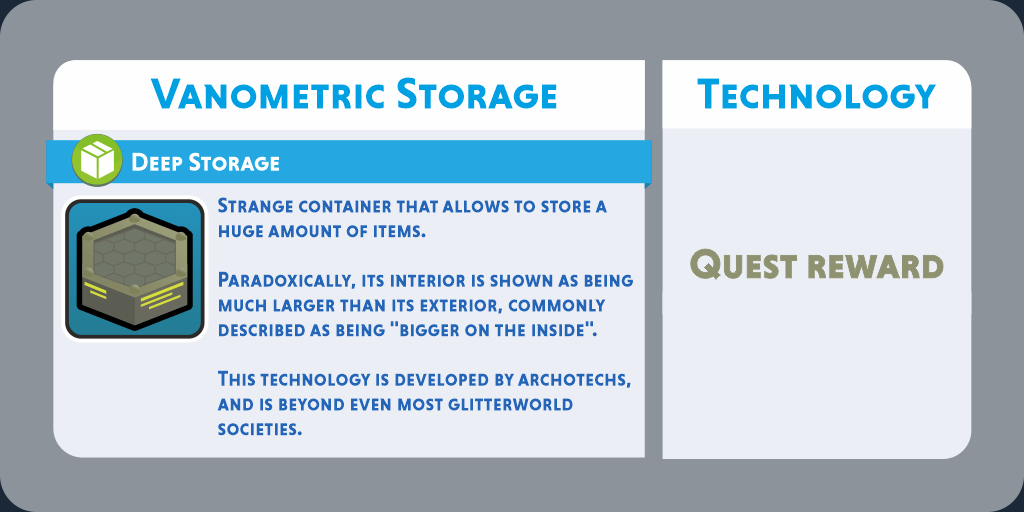 Vanometric Storage
Technology
Deep Storage
Strange container that allows to store a
huge amount of items.
Paradoxically, its interior is shown as being
much larger than its exterior, commonly
described as being "bigger on the inside".
This technology is developed by archotechs,
and is beyond even most glitterworld
societies.
Quest reward